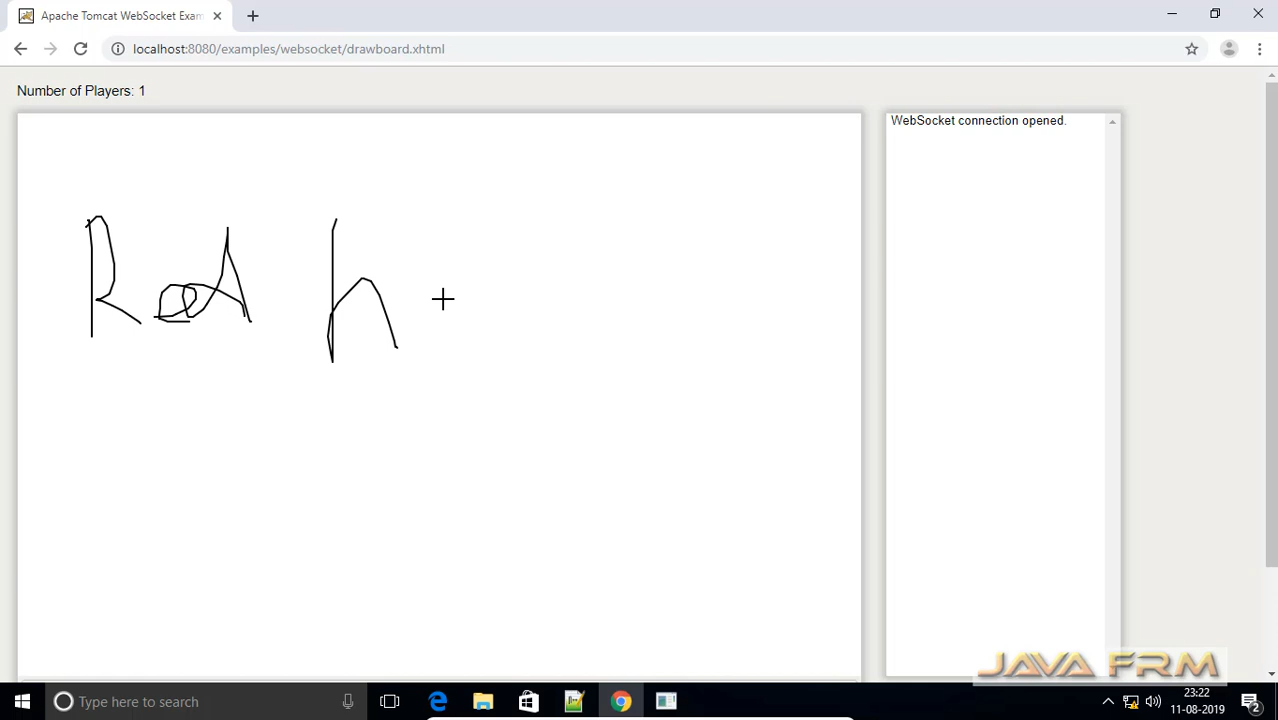 Apache Tomcat WebSocket Exam
localhost:8080/examples/websocket/drawboard.xhtml
Number of Players: 1
WebSocket connection opened.
Red h
JAVA FRM
Type here to search
23:22
11-08-2019
2